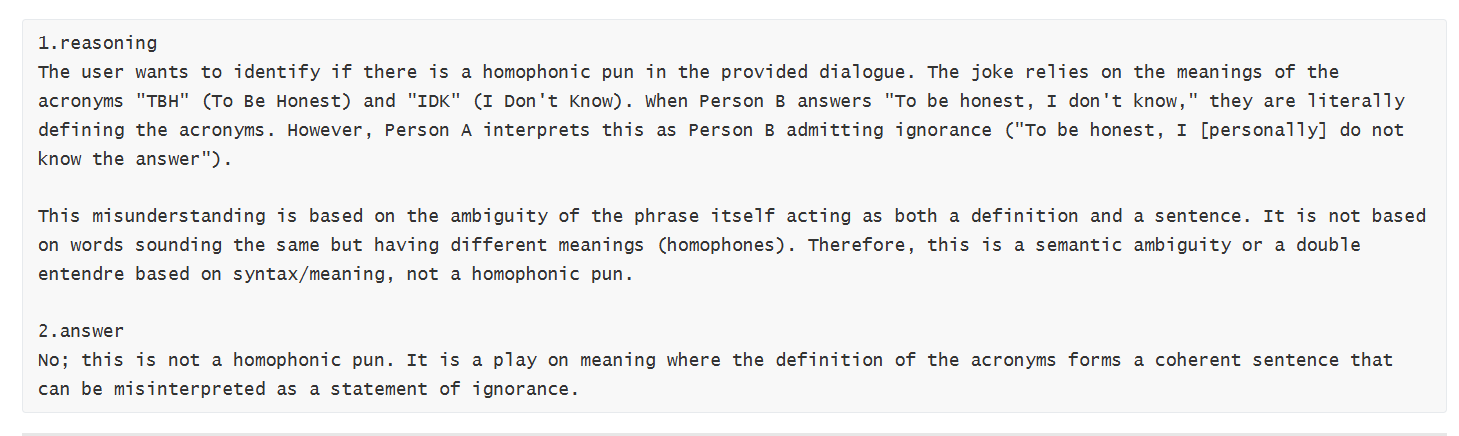 1.reasoning
The user wants to identify if there is a homophonic pun in the provided dialogue. The joke relies on the meanings of the
acronyms "TBH" (To Be Honest) and "IDK" (I Don't Know). When Person B answers "To be honest, I don't know," they are literally
defining the acronyms. However, Person A interprets this as Person B admitting ignorance ("To be honest, I [personally] do not
know the answer").
This misunderstanding is based on the ambiguity of the phrase itself acting as both a definition and a sentence. It is not based
on words sounding the same but having different meanings (homophones). Therefore, this is a semantic ambiguity or a double
entendre based on syntax/meaning, not a homophonic pun.
2.answer
No; this is not a homophonic pun. It is a play on meaning where the definition of the acronyms forms a coherent sentence that
can be misinterpreted as a statement of ignorance.